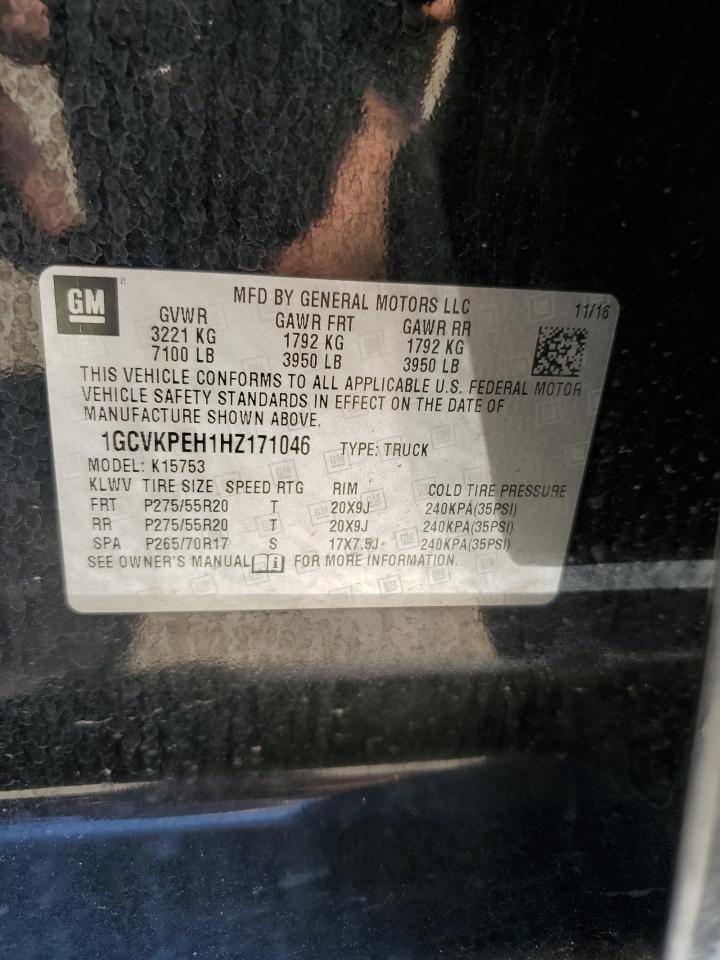 GM
MFD BY GENERAL MOTORS LLC 11/16
GVWR GAWR FRT GAWR RR
3221 KG 1792 KG 1792 KG
7100 LB 3950 LB 3950 LB
THIS VEHICLE CONFORMS TO ALL APPLICABLE U.S. FEDERAL MOTOR
VEHICLE SAFETY STANDARDS IN EFFECT ON THE DATE OF
MANUFACTURE SHOWN ABOVE.
1GCVKPEH1HZ171046 TYPE: TRUCK
MODEL: K15753
KLWV TIRE SIZE SPEED RTG RIM COLD TIRE PRESSURE
FRT P275/55R20 T 20X9J 240KPA(35PSI)
RR P275/55R20 T 20X9J 240KPA(35PSI)
SPA P265/70R17 S 17X7.5J 240KPA(35PSI)
SEE OWNER'S MANUAL FOR MORE INFORMATION.